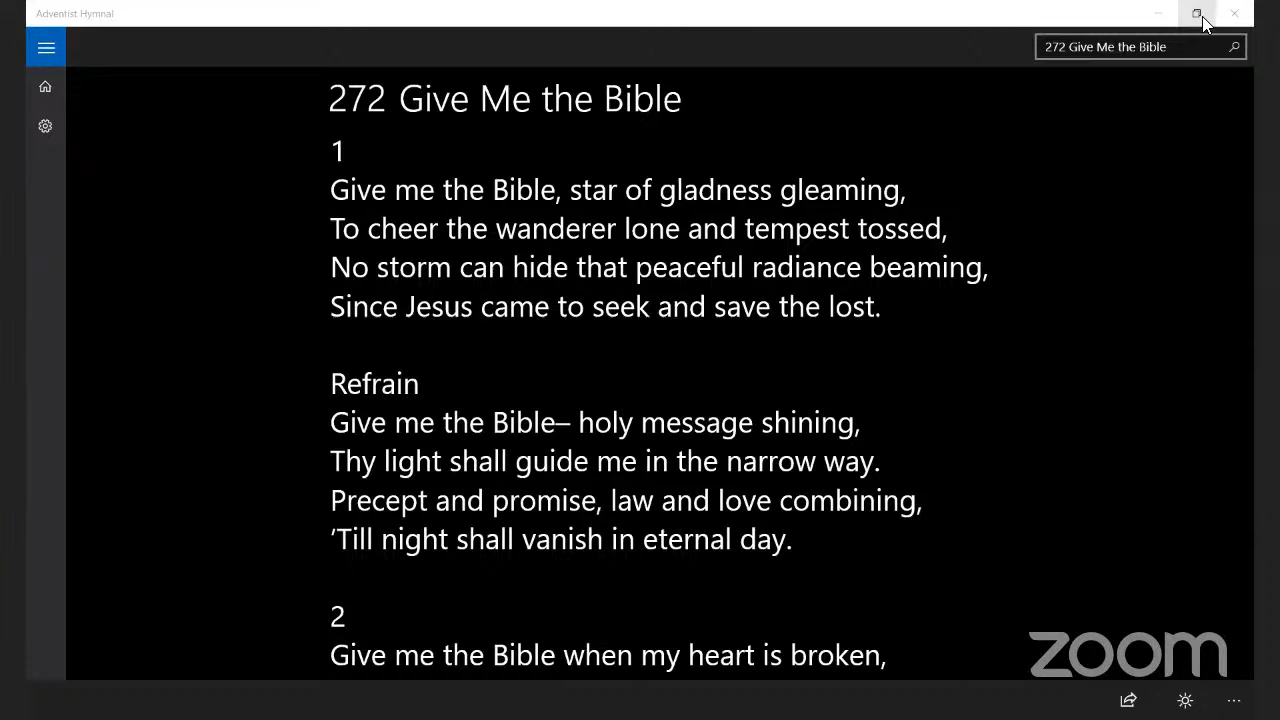 Adventist Hymnal
272 Give Me the Bible
272 Give Me the Bible
1
Give me the Bible, star of gladness gleaming,
To cheer the wanderer lone and tempest tossed,
No storm can hide that peaceful radiance beaming,
Since Jesus came to seek and save the lost.
Refrain
Give me the Bible– holy message shining,
Thy light shall guide me in the narrow way.
Precept and promise, law and love combining,
’Till night shall vanish in eternal day.
2
Give me the Bible when my heart is broken,
zoom